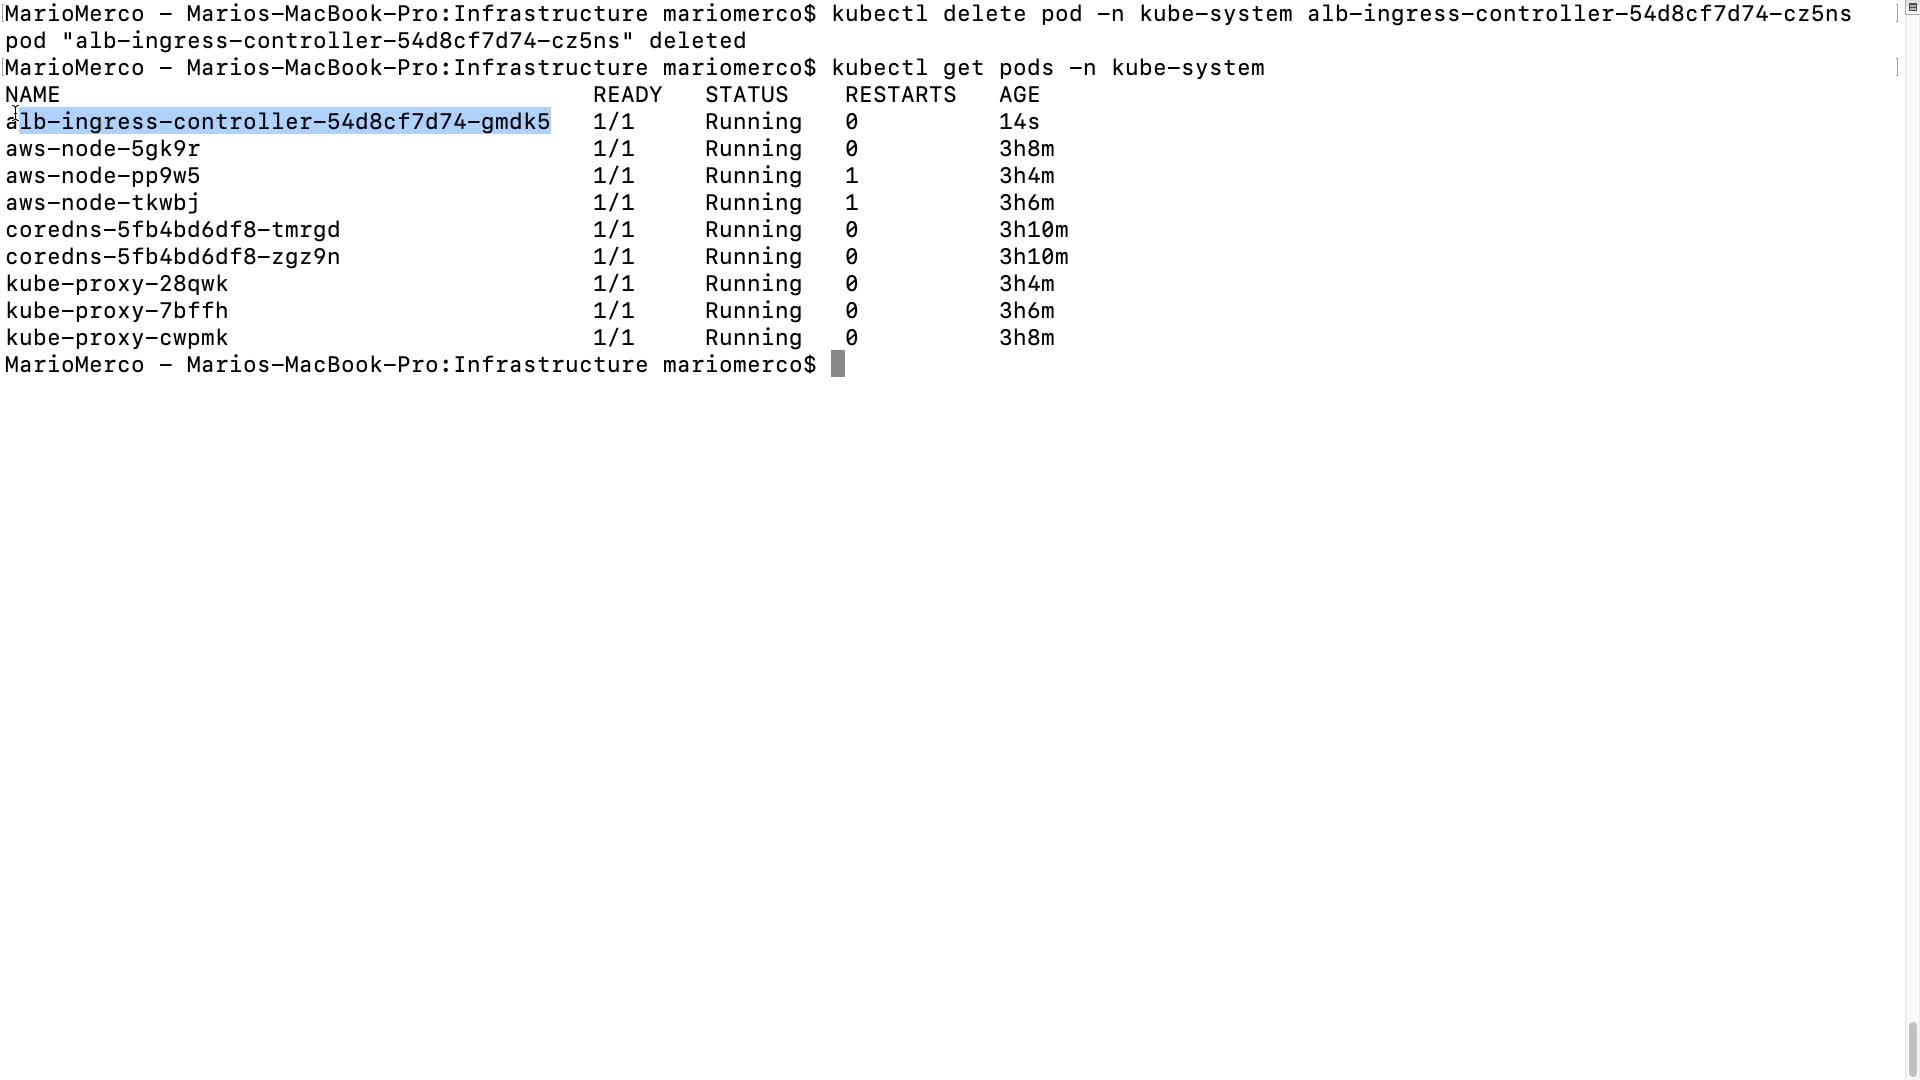 MarioMerco - Marios-MacBook-Pro:Infrastructure mariomerco$ kubectl delete pod -n kube-system alb-ingress-controller-54d8cf7d74-cz5ns
pod "alb-ingress-controller-54d8cf7d74-cz5ns" deleted
MarioMerco - Marios-MacBook-Pro:Infrastructure mariomerco$ kubectl get pods -n kube-system
NAME READY STATUS RESTARTS AGE
alb-ingress-controller-54d8cf7d74-gmdk5 1/1 Running 0 14s
aws-node-5gk9r 1/1 Running 0 3h8m
aws-node-pp9w5 1/1 Running 1 3h4m
aws-node-tkwbj 1/1 Running 1 3h6m
coredns-5fb4bd6df8-tmrgd 1/1 Running 0 3h10m
coredns-5fb4bd6df8-zgz9n 1/1 Running 0 3h10m
kube-proxy-28qwk 1/1 Running 0 3h4m
kube-proxy-7bffh 1/1 Running 0 3h6m
kube-proxy-cwpmk 1/1 Running 0 3h8m
MarioMerco - Marios-MacBook-Pro:Infrastructure mariomerco$